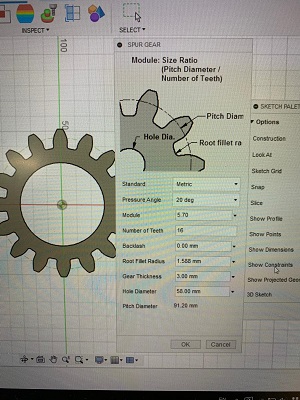 INSPECT ▾
SELECT ▾
100
50
SPUR GEAR
Module: Size Ratio
(Pitch Diameter /
Number of Teeth)
Pitch Diam
Hole Dia.
Root fillet ra
Standard Metric
Pressure Angle 20 deg
Module 5.70
Number of Teeth 16
Backlash 0.00 mm
Root Fillet Radius 1.588 mm
Gear Thickness 3.00 mm
Hole Diameter 58.00 mm
Pitch Diameter 91.20 mm
OK Cancel
SKETCH PALET
Options
Construction
Look At
Sketch Grid
Snap
Slice
Show Profile
Show Points
Show Dimensions
Show Constraints
Show Projected Geo
3D Sketch